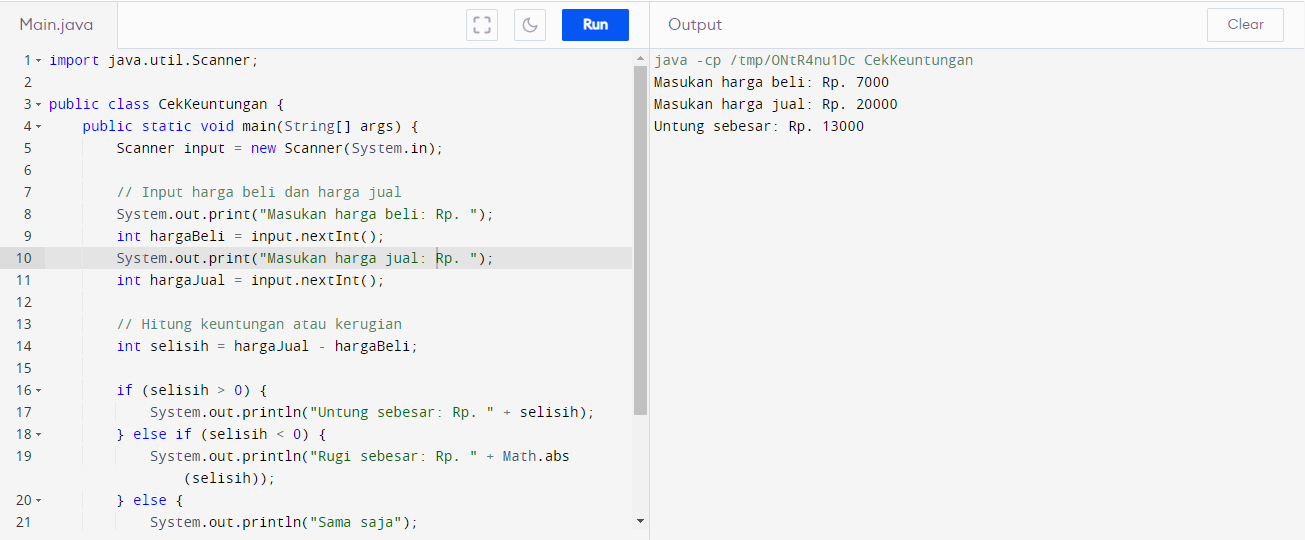 Main.java
Run
1 import java.util.Scanner;
2
3 public class CekKeuntungan {
4 public static void main(String[] args) {
5 Scanner input = new Scanner(System.in);
6
7 // Input harga beli dan harga jual
8 System.out.print("Masukan harga beli: Rp. ");
9 int hargaBeli = input.nextInt();
10 System.out.print("Masukan harga jual: Rp. ");
11 int hargaJual = input.nextInt();
12
13 // Hitung keuntungan atau kerugian
14 int selisih = hargaJual - hargaBeli;
15
16 if (selisih > 0) {
17 System.out.println("Untung sebesar: Rp. " + selisih);
18 } else if (selisih < 0) {
19 System.out.println("Rugi sebesar: Rp. " + Math.abs
(selisih));
20 } else {
21 System.out.println("Sama saja");
Output
Clear
java -cp /tmp/ONtR4nu1Dc CekKeuntungan
Masukan harga beli: Rp. 7000
Masukan harga jual: Rp. 20000
Untung sebesar: Rp. 13000